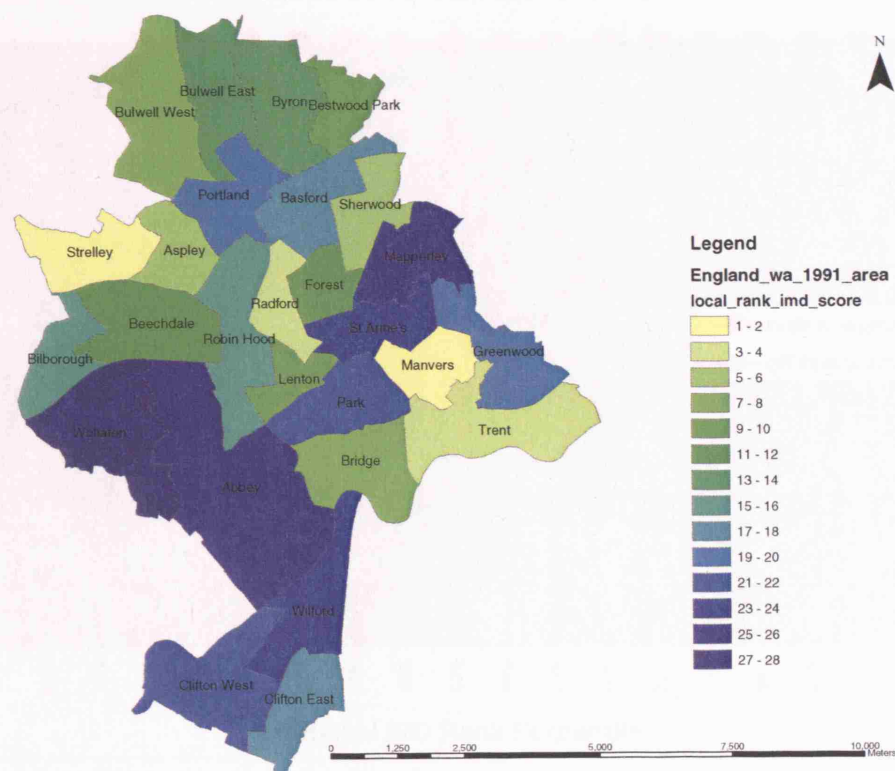 N
Bulwell East
Bulwell West
Byron
Bestwood Park
Portland
Basford
Sherwood
Strelley
Aspley
Mapperley
Forest
Radford
Beechdale
St Anne's
Robin Hood
Bilborough
Manvers
Greenwood
Lenton
Park
Trent
Wollaton
Bridge
Abbey
Wilford
Clifton West
Clifton East
Legend
England_wa_1991_area
local_rank_imd_score
1 - 2
3 - 4
5 - 6
7 - 8
9 - 10
11 - 12
13 - 14
15 - 16
17 - 18
19 - 20
21 - 22
23 - 24
25 - 26
27 - 28
0 1,250 2,500 5,000 7,500 10,000
Meters